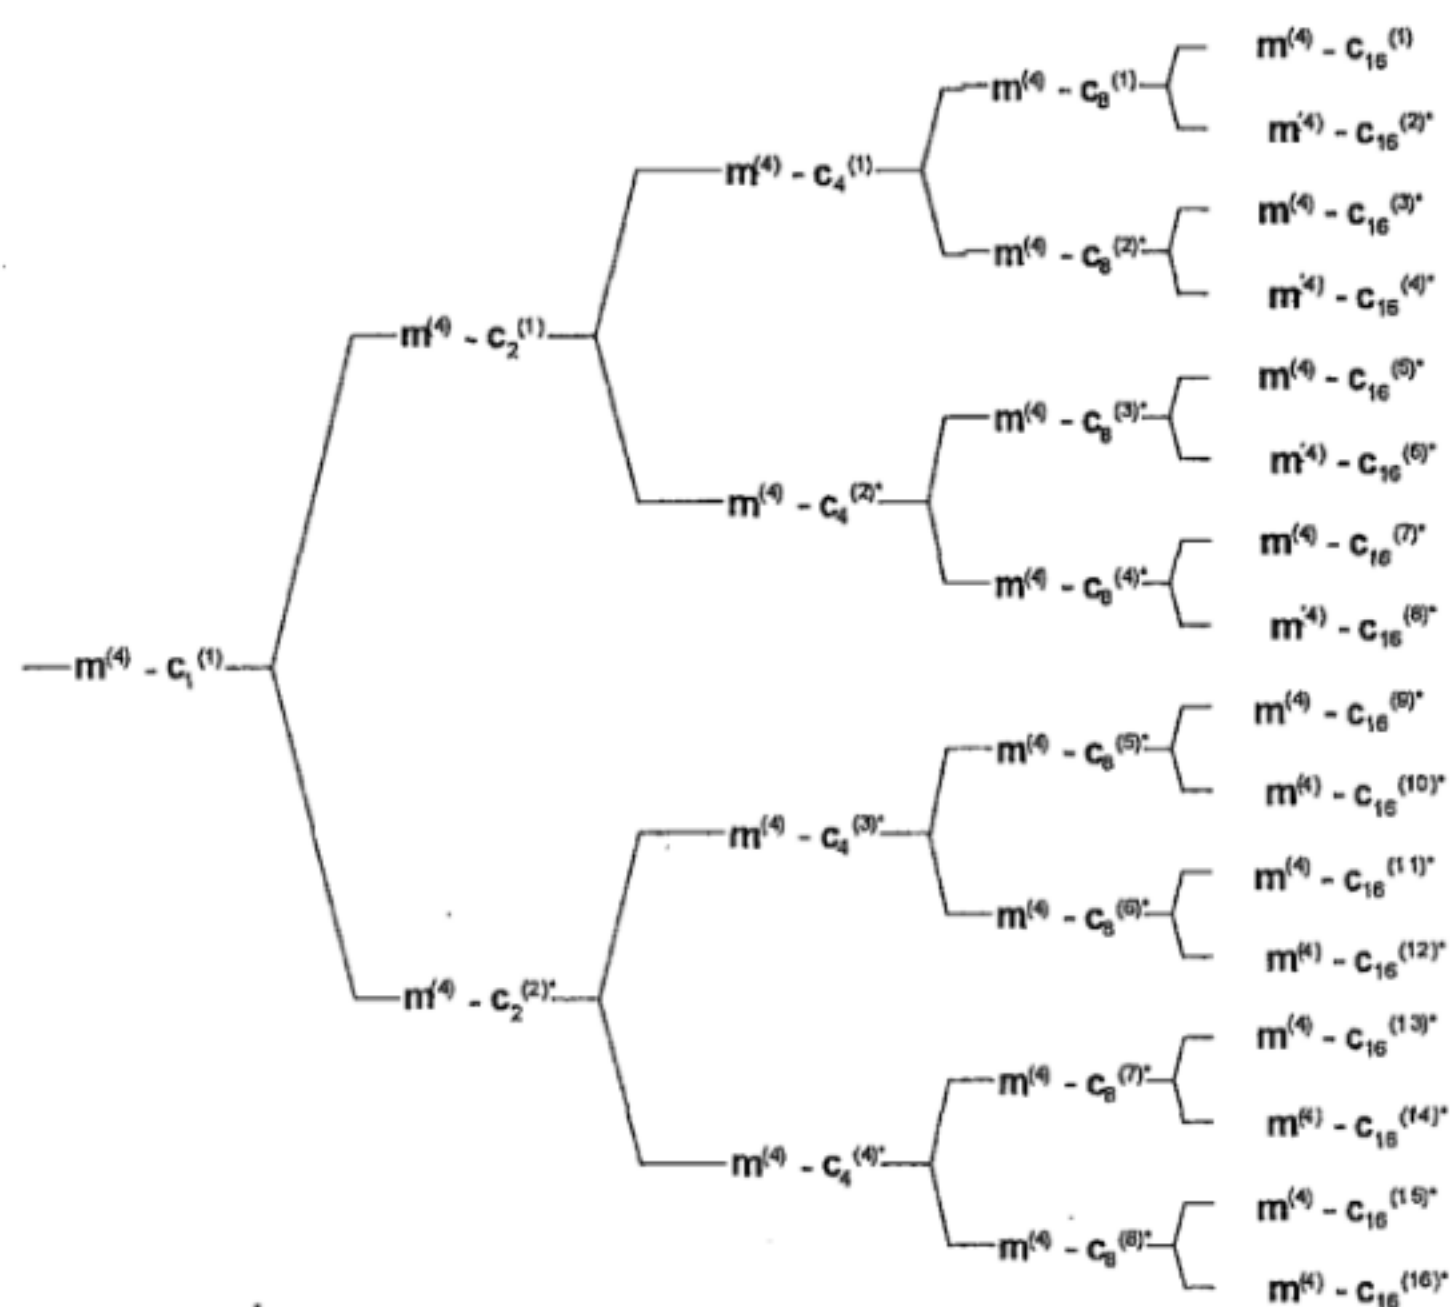 m⁽⁴⁾ - c₁₆⁽¹⁾
m⁽⁴⁾ - c₈⁽¹⁾
m⁽⁴⁾ - c₁₆⁽²⁾*
m⁽⁴⁾ - c₄⁽¹⁾
m⁽⁴⁾ - c₁₆⁽³⁾*
m⁽⁴⁾ - c₈⁽²⁾*
m⁽⁴⁾ - c₁₆⁽⁴⁾*
m⁽⁴⁾ - c₂⁽¹⁾
m⁽⁴⁾ - c₁₆⁽⁵⁾*
m⁽⁴⁾ - c₈⁽³⁾*
m⁽⁴⁾ - c₁₆⁽⁶⁾*
m⁽⁴⁾ - c₄⁽²⁾*
m⁽⁴⁾ - c₁₆⁽⁷⁾*
m⁽⁴⁾ - c₈⁽⁴⁾*
m⁽⁴⁾ - c₁₆⁽⁸⁾*
m⁽⁴⁾ - c₁⁽¹⁾
m⁽⁴⁾ - c₁₆⁽⁹⁾*
m⁽⁴⁾ - c₈⁽⁵⁾*
m⁽⁴⁾ - c₁₆⁽¹⁰⁾*
m⁽⁴⁾ - c₄⁽³⁾*
m⁽⁴⁾ - c₁₆⁽¹¹⁾*
m⁽⁴⁾ - c₈⁽⁶⁾*
m⁽⁴⁾ - c₁₆⁽¹²⁾*
m⁽⁴⁾ - c₂⁽²⁾*
m⁽⁴⁾ - c₁₆⁽¹³⁾*
m⁽⁴⁾ - c₈⁽⁷⁾*
m⁽⁴⁾ - c₁₆⁽¹⁴⁾*
m⁽⁴⁾ - c₄⁽⁴⁾*
m⁽⁴⁾ - c₁₆⁽¹⁵⁾*
m⁽⁴⁾ - c₈⁽⁸⁾*
m⁽⁴⁾ - c₁₆⁽¹⁶⁾*